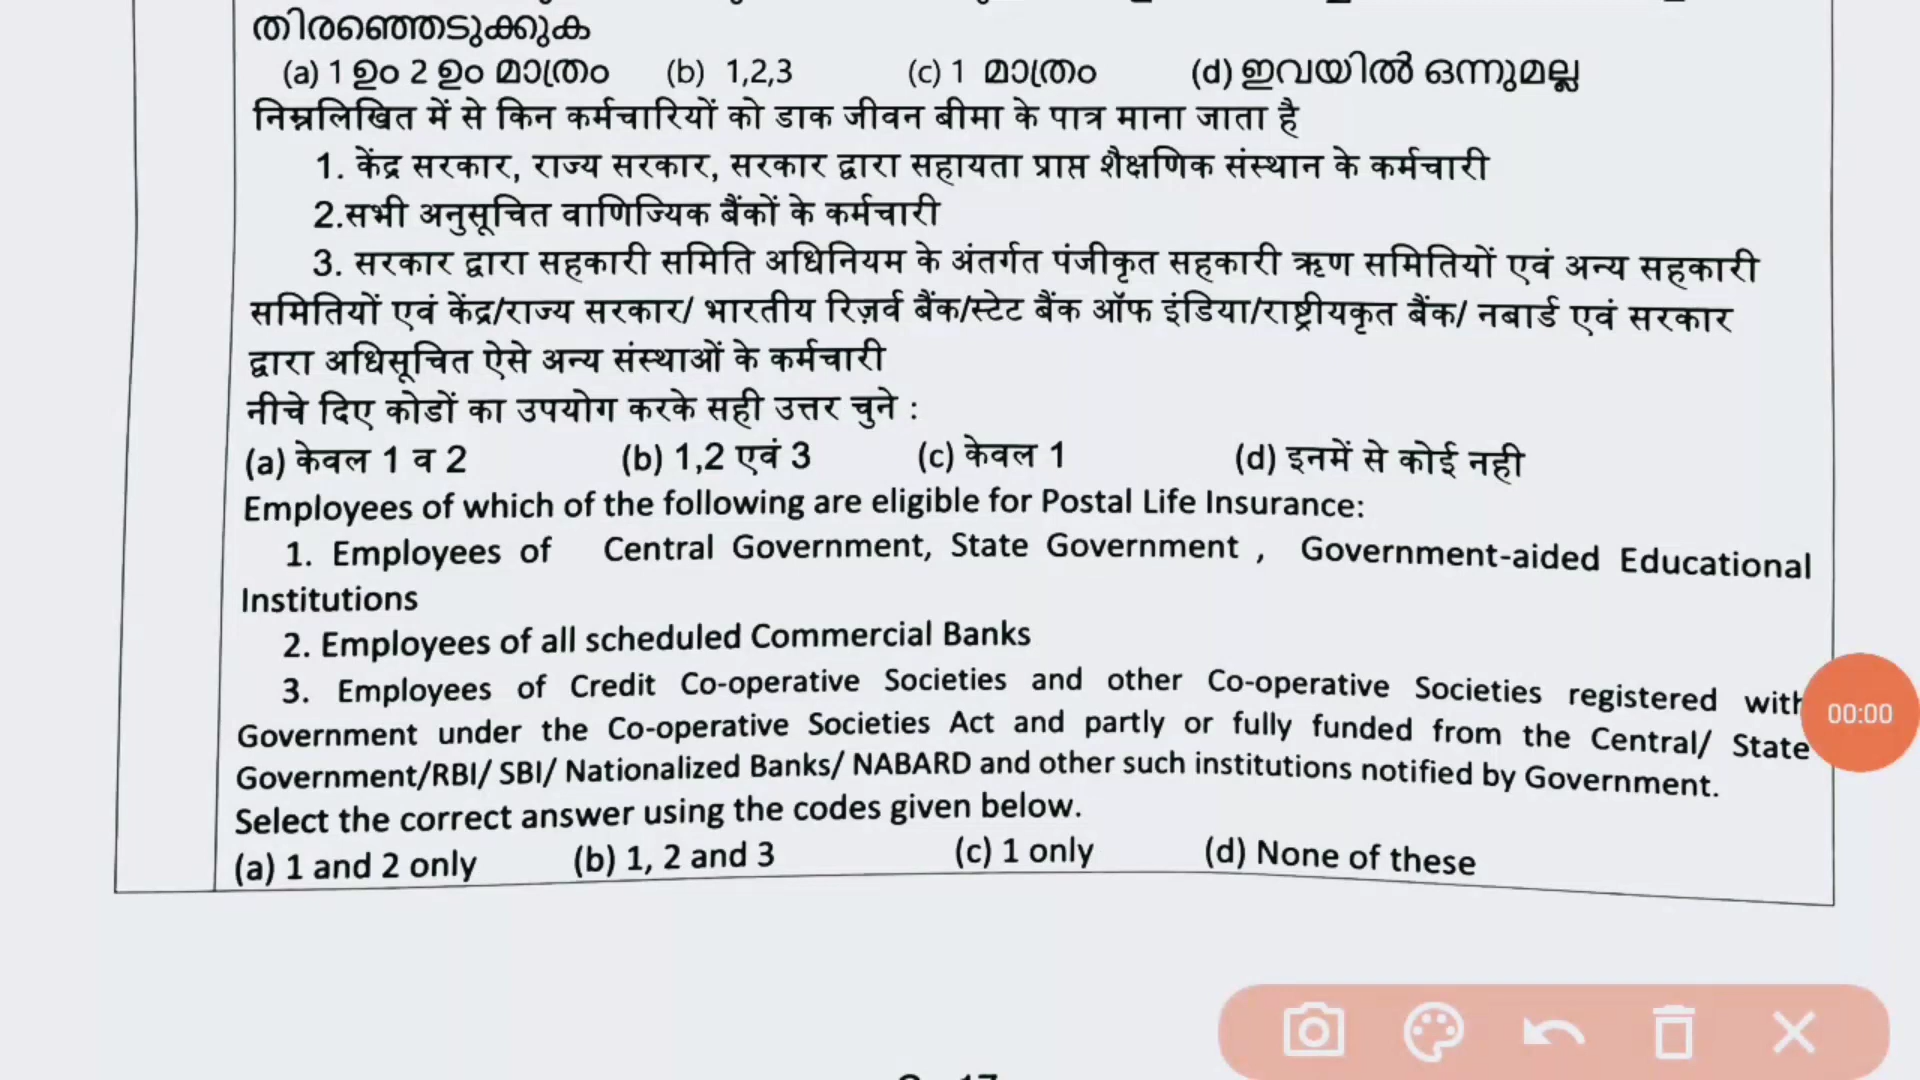 തിരഞ്ഞെടുക്കുക
(a) 1 ഉം 2 ഉം മാത്രം (b) 1,2,3 (c) 1 മാത്രം (d) ഇവയിൽ ഒന്നുമല്ല
निम्नलिखित में से किन कर्मचारियों को डाक जीवन बीमा के पात्र माना जाता है
1. केंद्र सरकार, राज्य सरकार, सरकार द्वारा सहायता प्राप्त शैक्षणिक संस्थान के कर्मचारी
2.सभी अनुसूचित वाणिज्यिक बैंकों के कर्मचारी
3. सरकार द्वारा सहकारी समिति अधिनियम के अंतर्गत पंजीकृत सहकारी ऋण समितियों एवं अन्य सहकारी
समितियों एवं केंद्र/राज्य सरकार/ भारतीय रिज़र्व बैंक/स्टेट बैंक ऑफ इंडिया/राष्ट्रीयकृत बैंक/ नबार्ड एवं सरकार
द्वारा अधिसूचित ऐसे अन्य संस्थाओं के कर्मचारी
नीचे दिए कोडों का उपयोग करके सही उत्तर चुने :
(a) केवल 1 व 2 (b) 1,2 एवं 3 (c) केवल 1 (d) इनमें से कोई नही
Employees of which of the following are eligible for Postal Life Insurance:
1. Employees of Central Government, State Government , Government-aided Educational
Institutions
2. Employees of all scheduled Commercial Banks
3. Employees of Credit Co-operative Societies and other Co-operative Societies registered with
Government under the Co-operative Societies Act and partly or fully funded from the Central/ State
Government/RBI/ SBI/ Nationalized Banks/ NABARD and other such institutions notified by Government.
Select the correct answer using the codes given below.
(a) 1 and 2 only (b) 1, 2 and 3 (c) 1 only (d) None of these
00:00